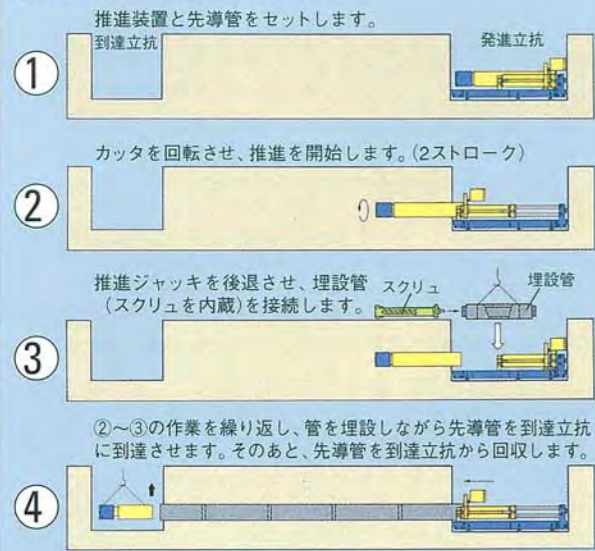 推進装置と先導管をセットします。
到達立抗
発進立抗
①
カッタを回転させ、推進を開始します。(2ストローク)
②
推進ジャッキを後退させ、埋設管
(スクリュを内蔵)を接続します。
スクリュ
埋設管
③
②～③の作業を繰り返し、管を埋設しながら先導管を到達立抗
に到達させます。そのあと、先導管を到達立抗から回収します。
④